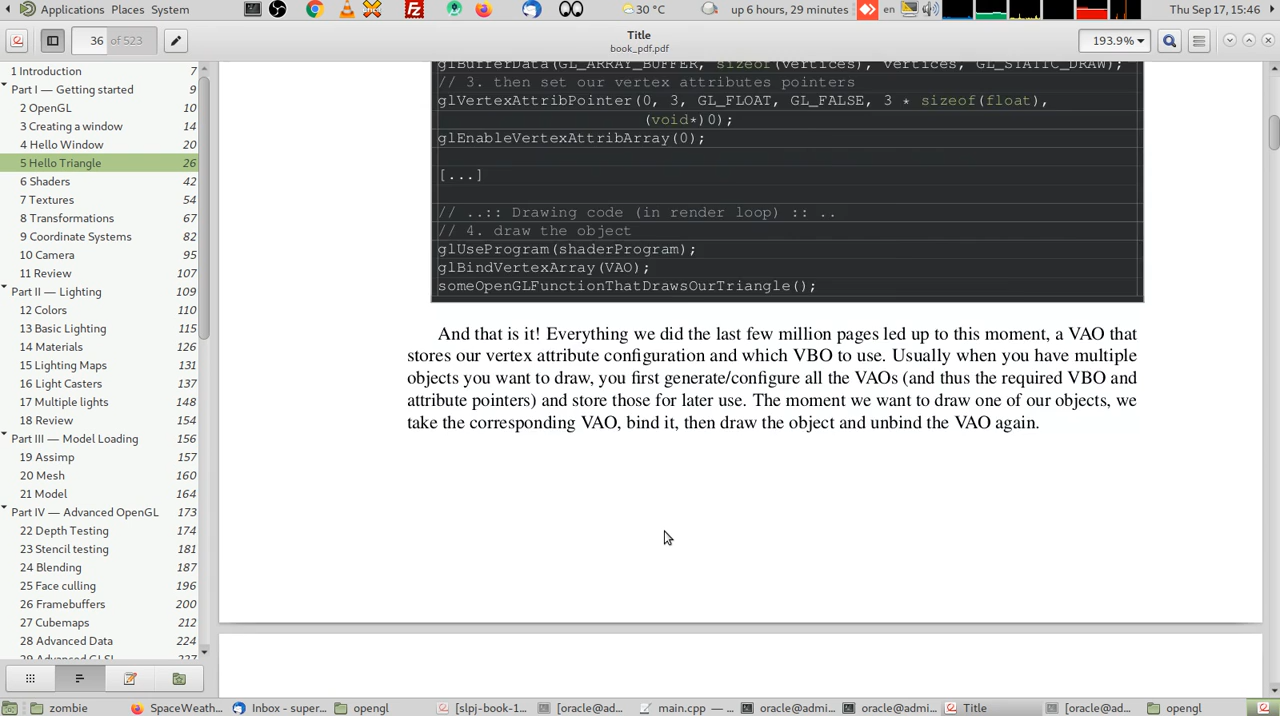 Applications Places System
30 °C
up 6 hours, 29 minutes
en
Thu Sep 17, 15:46
36 of 523
Title
book_pdf.pdf
193.9%
1 Introduction 7
Part I — Getting started 9
2 OpenGL 10
3 Creating a window 14
4 Hello Window 20
5 Hello Triangle 26
6 Shaders 42
7 Textures 54
8 Transformations 67
9 Coordinate Systems 82
10 Camera 95
11 Review 107
Part II — Lighting 109
12 Colors 110
13 Basic Lighting 115
14 Materials 126
15 Lighting Maps 131
16 Light Casters 137
17 Multiple lights 148
18 Review 154
Part III — Model Loading 156
19 Assimp 157
20 Mesh 160
21 Model 164
Part IV — Advanced OpenGL 173
22 Depth Testing 174
23 Stencil testing 181
24 Blending 187
25 Face culling 196
26 Framebuffers 200
27 Cubemaps 212
28 Advanced Data 224
29 Advanced GLSL 227
glBufferData(GL_ARRAY_BUFFER, sizeof(vertices), vertices, GL_STATIC_DRAW);
// 3. then set our vertex attributes pointers
glVertexAttribPointer(0, 3, GL_FLOAT, GL_FALSE, 3 * sizeof(float),
(void*)0);
glEnableVertexAttribArray(0);
[...]
// ..:: Drawing code (in render loop) :: ..
// 4. draw the object
glUseProgram(shaderProgram);
glBindVertexArray(VAO);
someOpenGLFunctionThatDrawsOurTriangle();
And that is it! Everything we did the last few million pages led up to this moment, a VAO that
stores our vertex attribute configuration and which VBO to use. Usually when you have multiple
objects you want to draw, you first generate/configure all the VAOs (and thus the required VBO and
attribute pointers) and store those for later use. The moment we want to draw one of our objects, we
take the corresponding VAO, bind it, then draw the object and unbind the VAO again.
zombie
SpaceWeath...
Inbox - super...
opengl
[slpj-book-1...
[oracle@ad...
main.cpp — ...
oracle@admi...
oracle@admi...
Title
[oracle@ad...
opengl